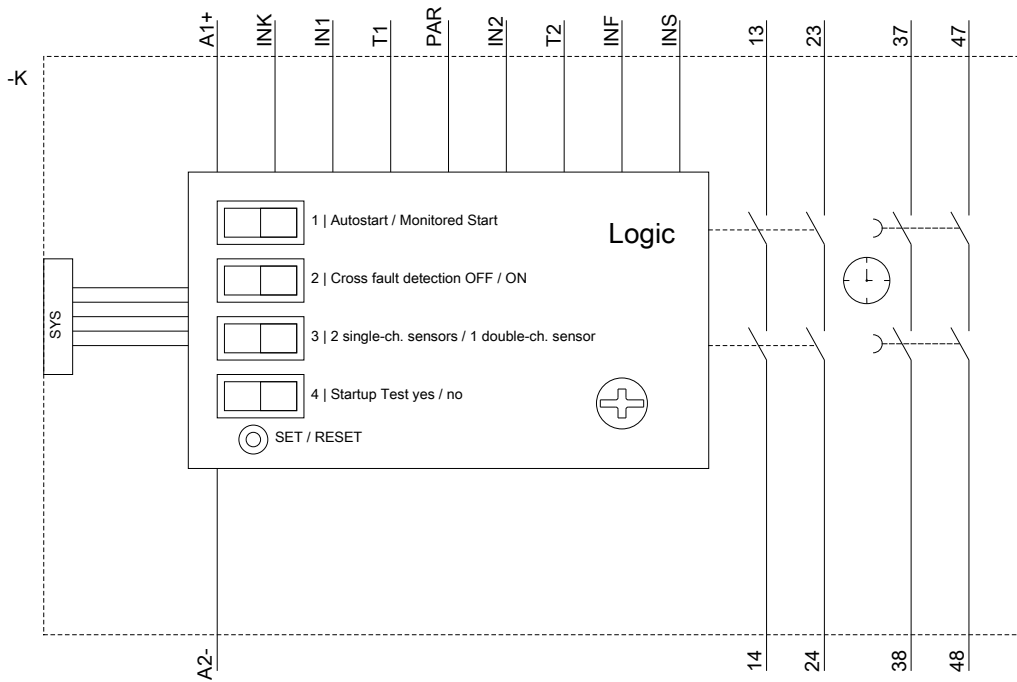 A1+ INK IN1 T1 PAR IN2 T2 INF INS 13 23 37 47
-K
1 | Autostart / Monitored Start
Logic
2 | Cross fault detection OFF / ON
SYS
3 | 2 single-ch. sensors / 1 double-ch. sensor
4 | Startup Test yes / no
SET / RESET
A2- 14 24 38 48